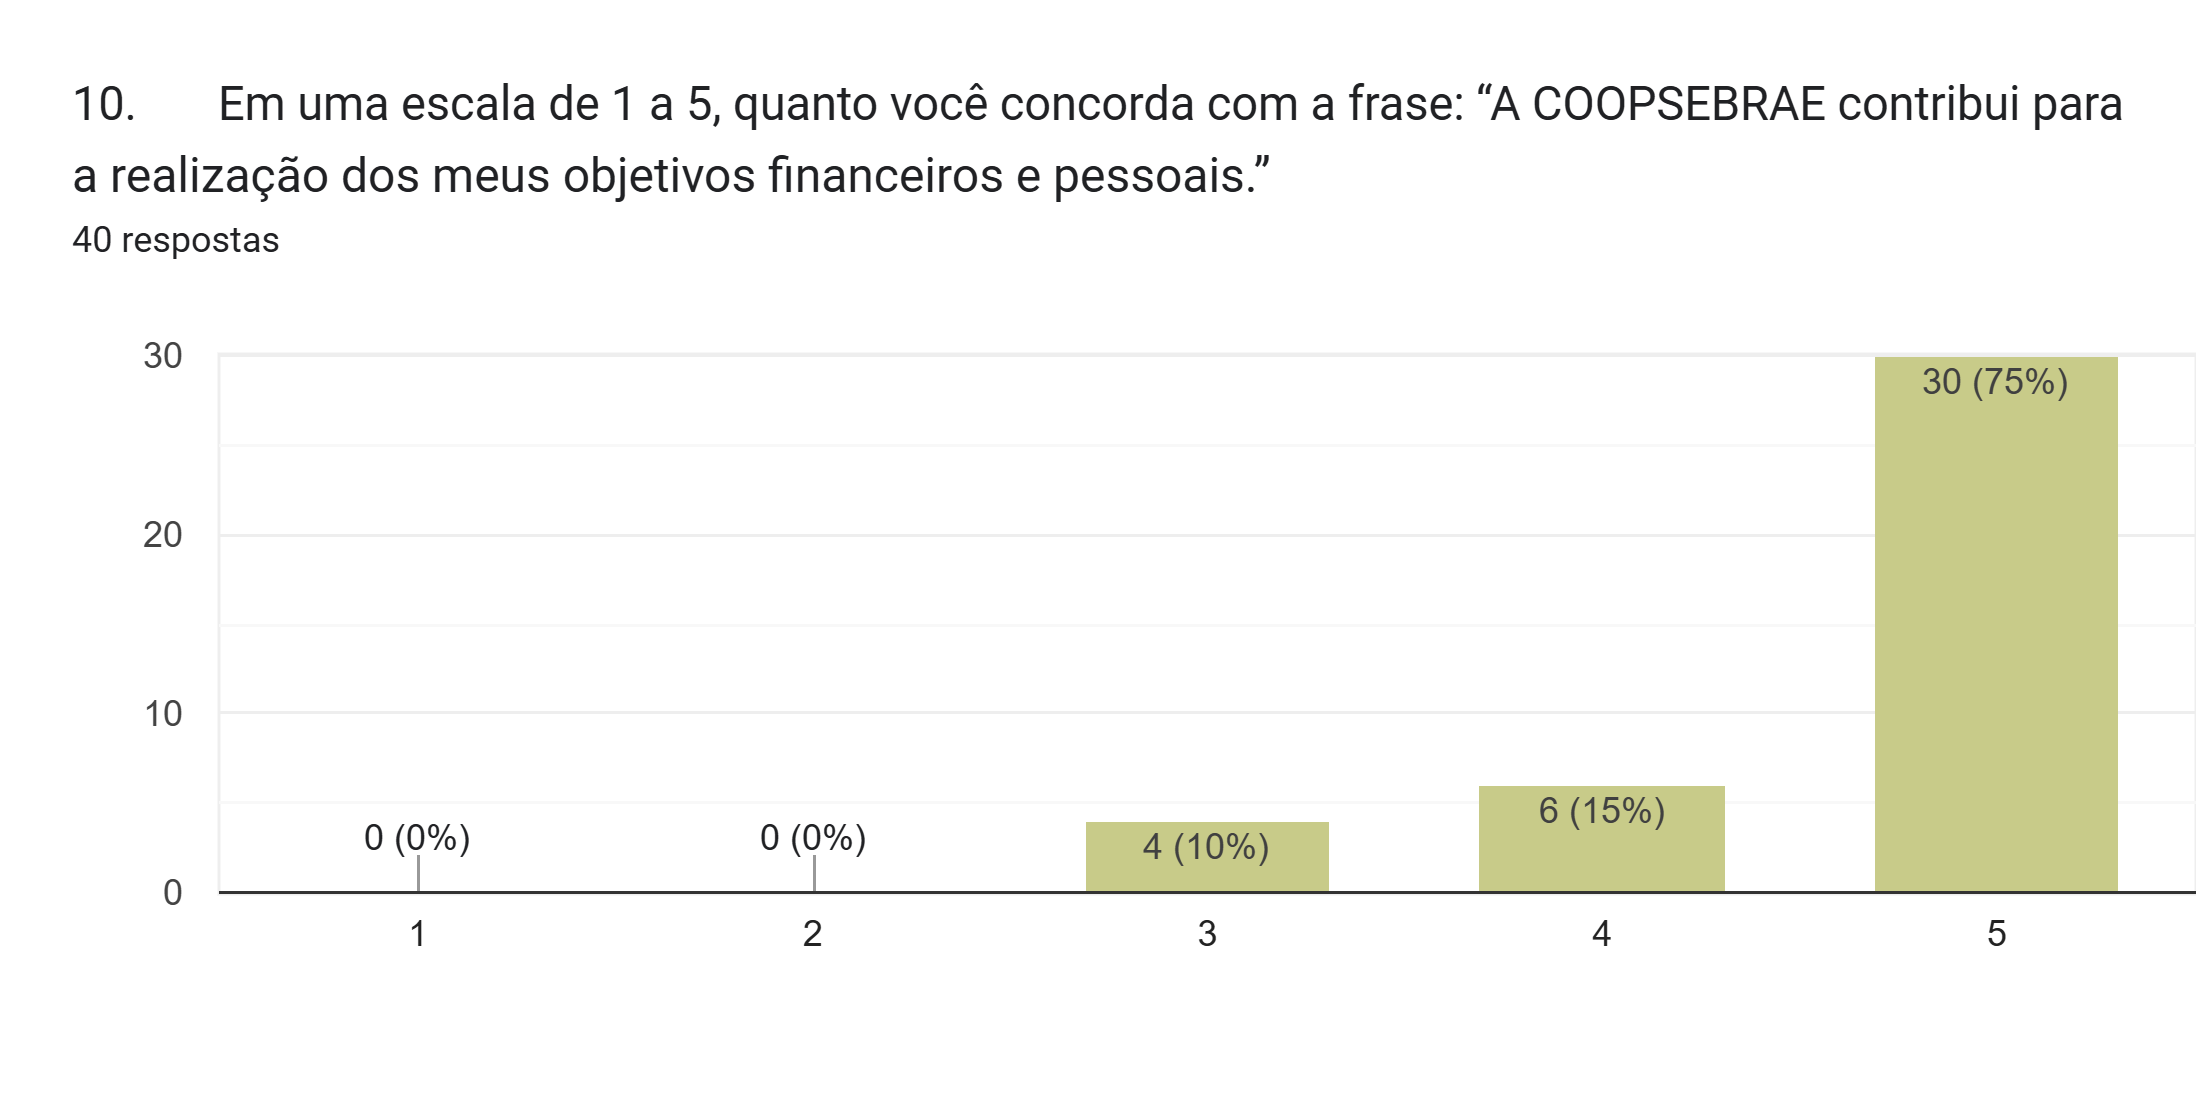 10. Em uma escala de 1 a 5, quanto você concorda com a frase: “A COOPSEBRAE contribui para
a realização dos meus objetivos financeiros e pessoais.”
40 respostas
30
30 (75%)
20
10
6 (15%)
0 (0%)
0 (0%)
4 (10%)
0
1 2 3 4 5